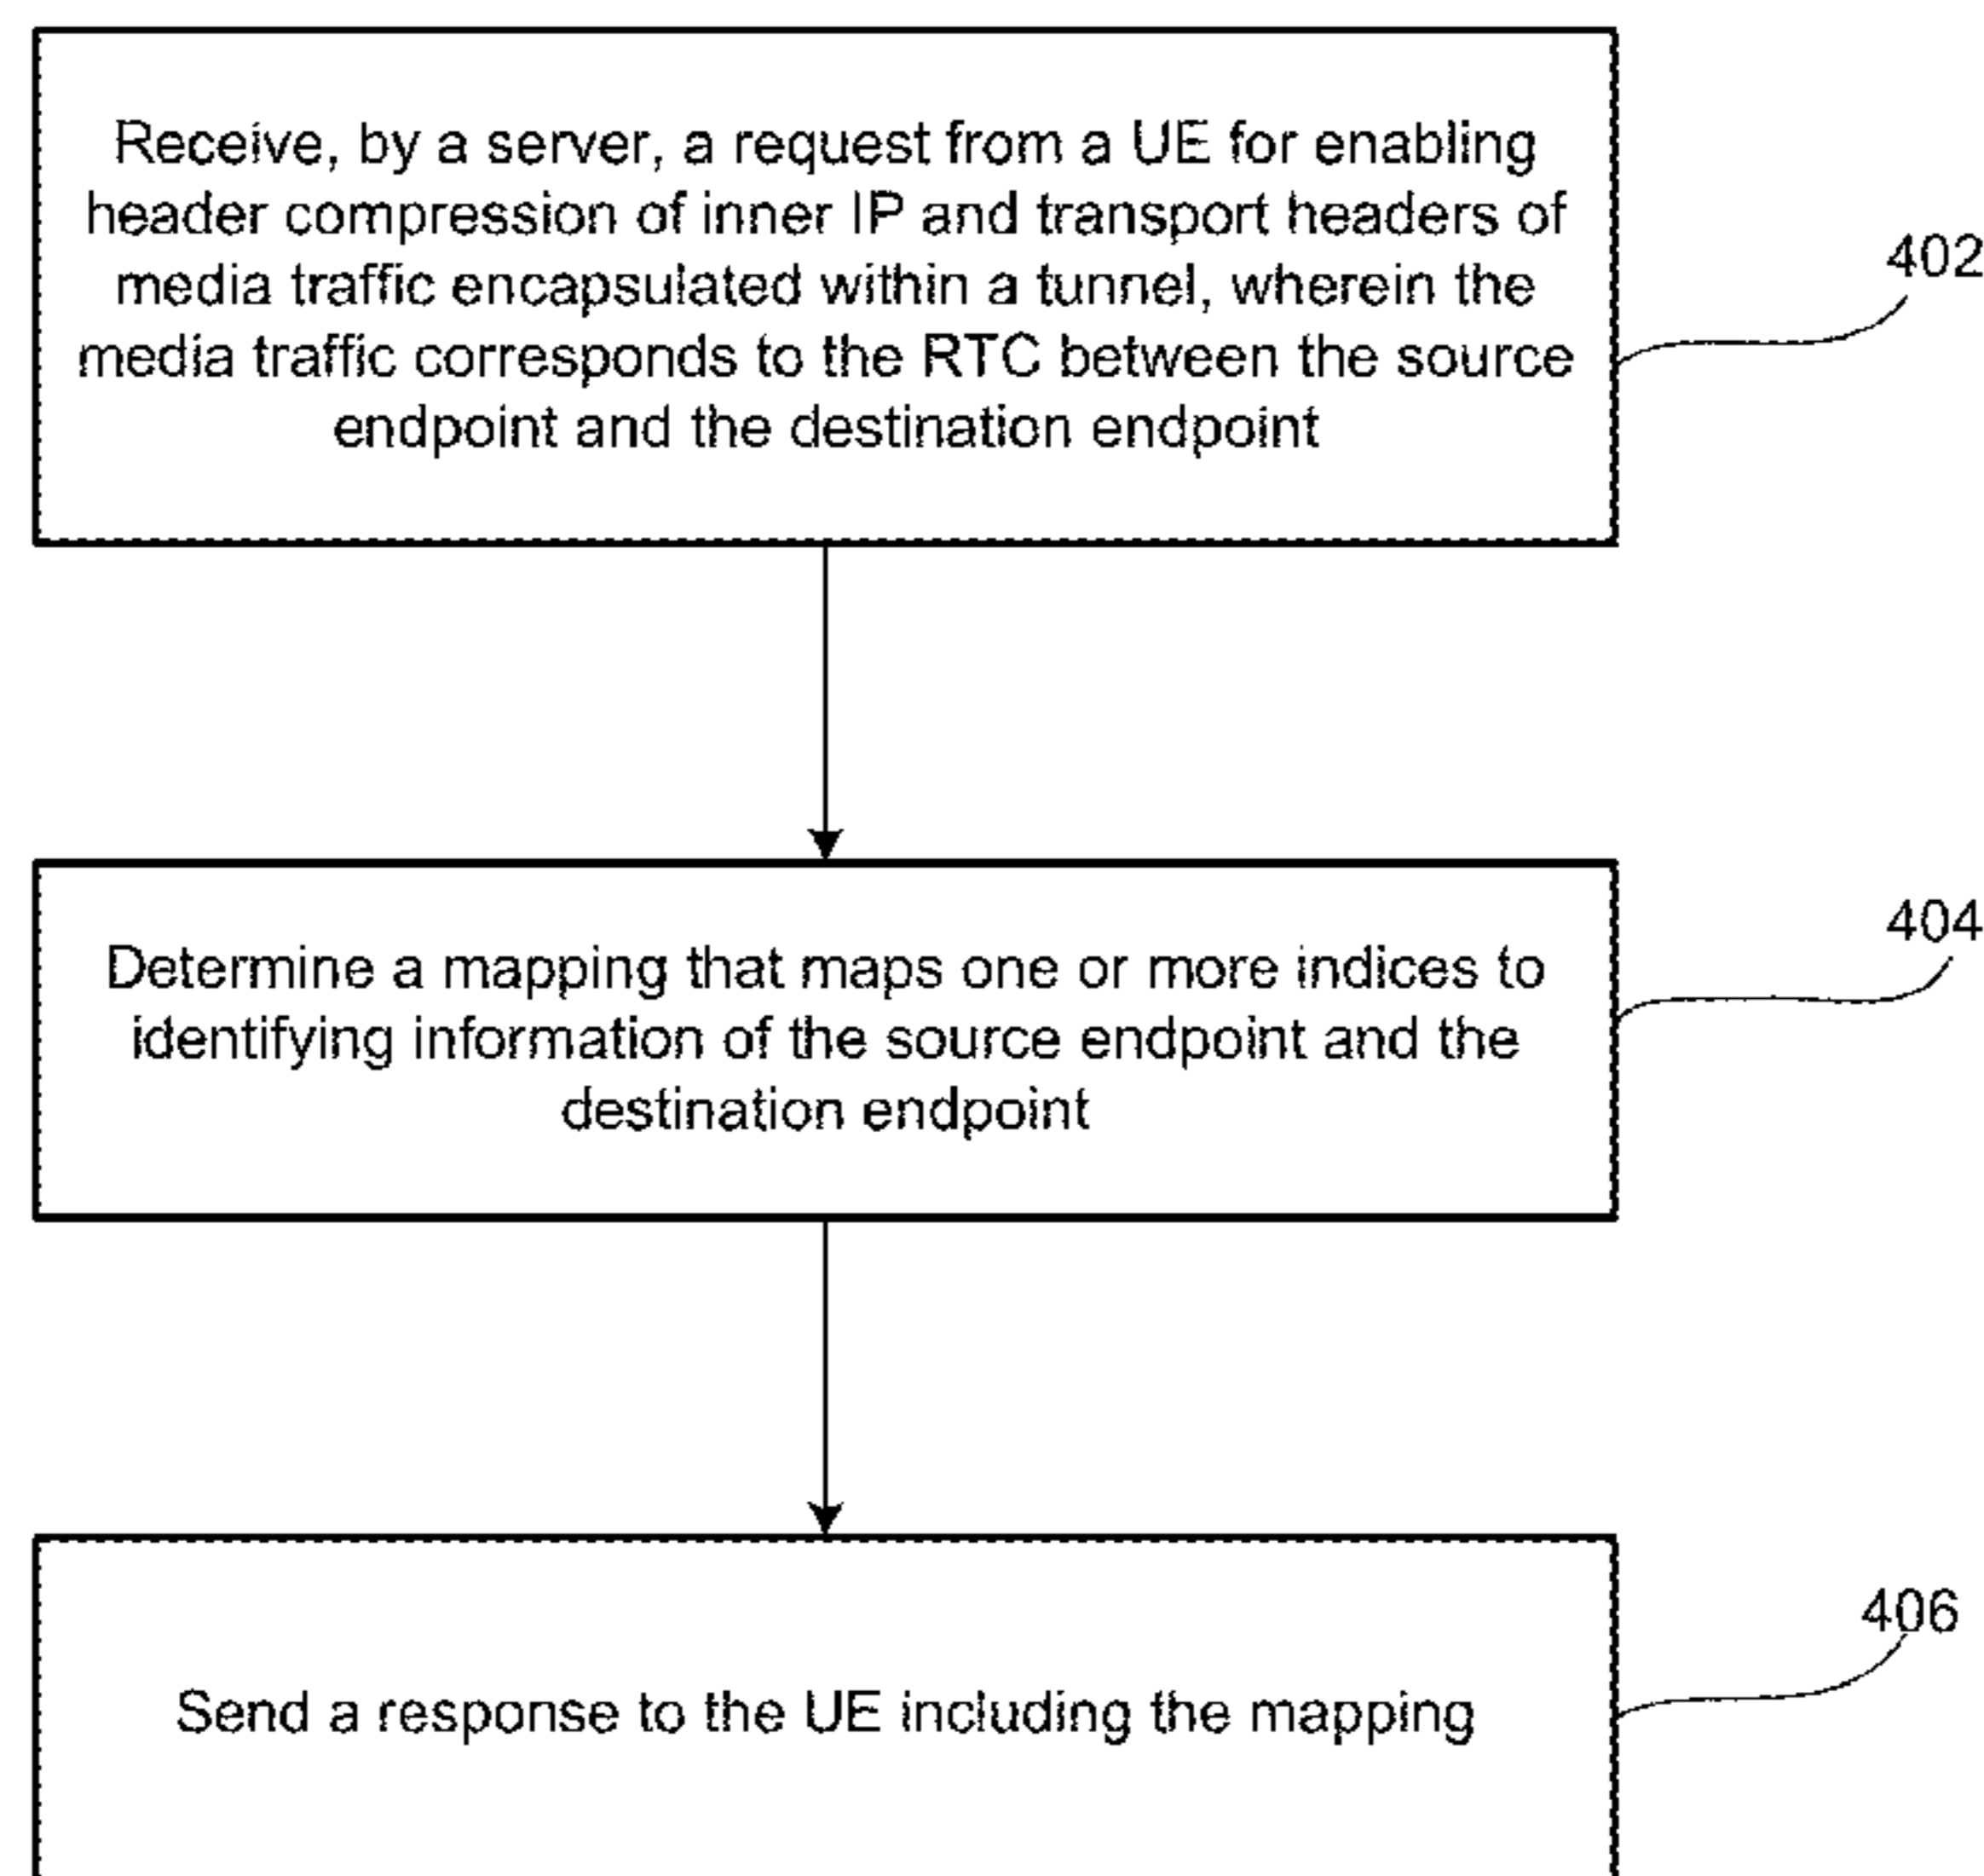 Receive, by a server, a request from a UE for enabling
header compression of inner IP and transport headers of
media traffic encapsulated within a tunnel, wherein the
media traffic corresponds to the RTC between the source
endpoint and the destination endpoint
402
Determine a mapping that maps one or more indices to
identifying information of the source endpoint and the
destination endpoint
404
Send a response to the UE including the mapping
406